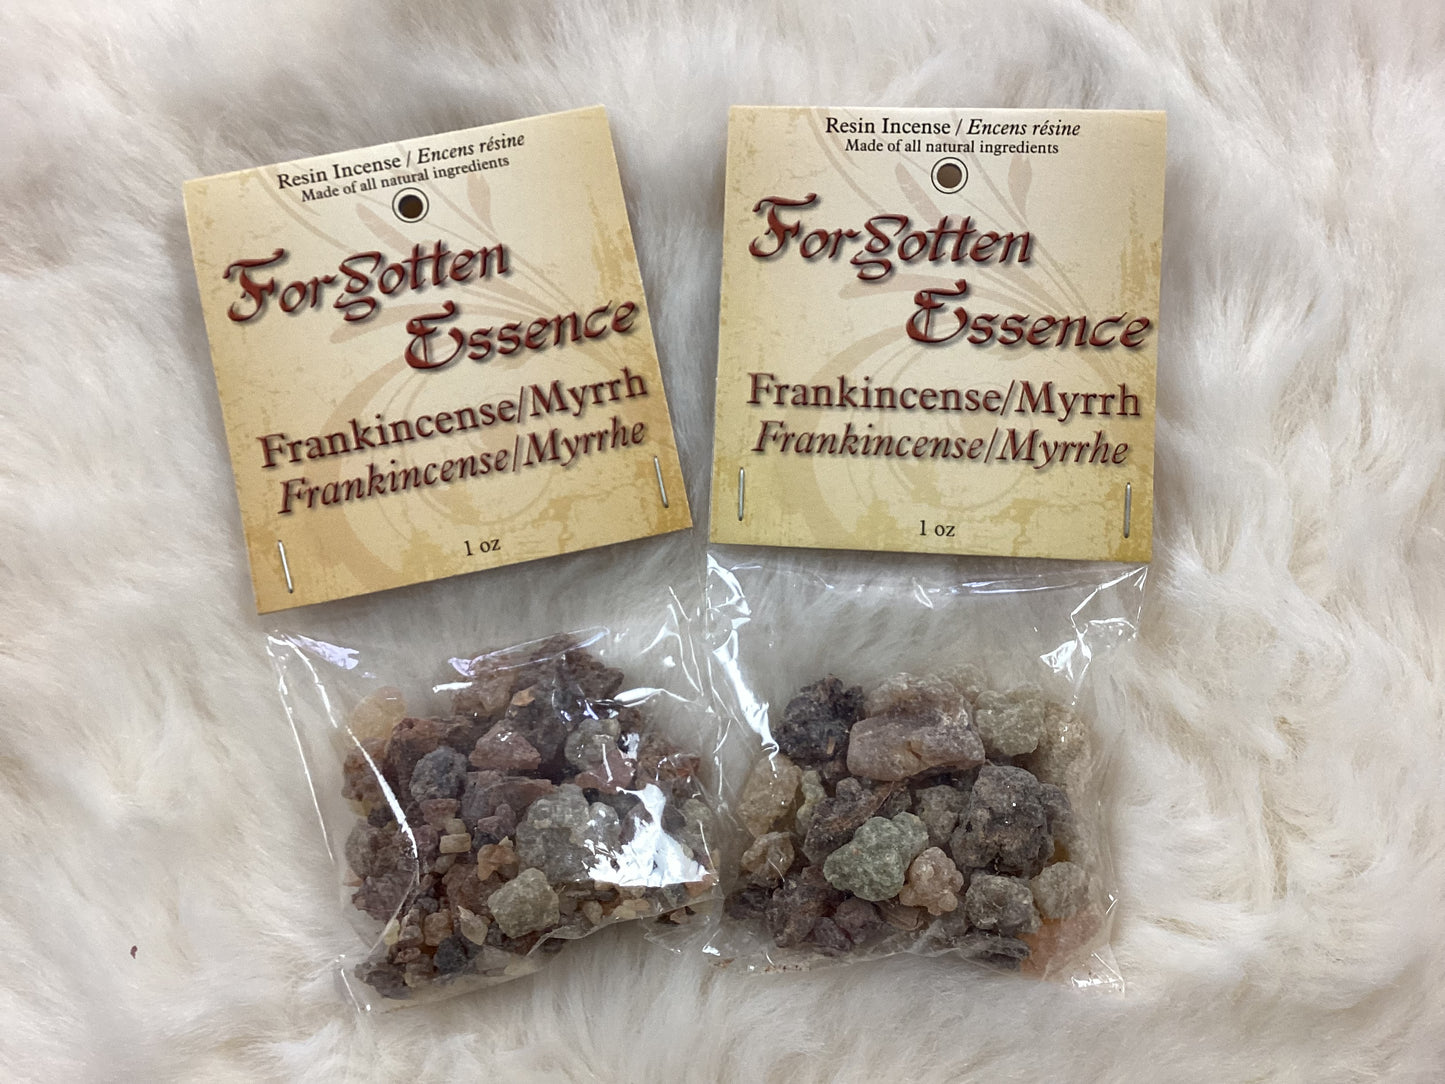 Resin Incense / Encens résine
Made of all natural ingredients
Forgotten
Essence
Frankincense/Myrrh
Frankincense/Myrrhe
1 oz
Resin Incense / Encens résine
Made of all natural ingredients
Forgotten
Essence
Frankincense/Myrrh
Frankincense/Myrrhe
1 oz